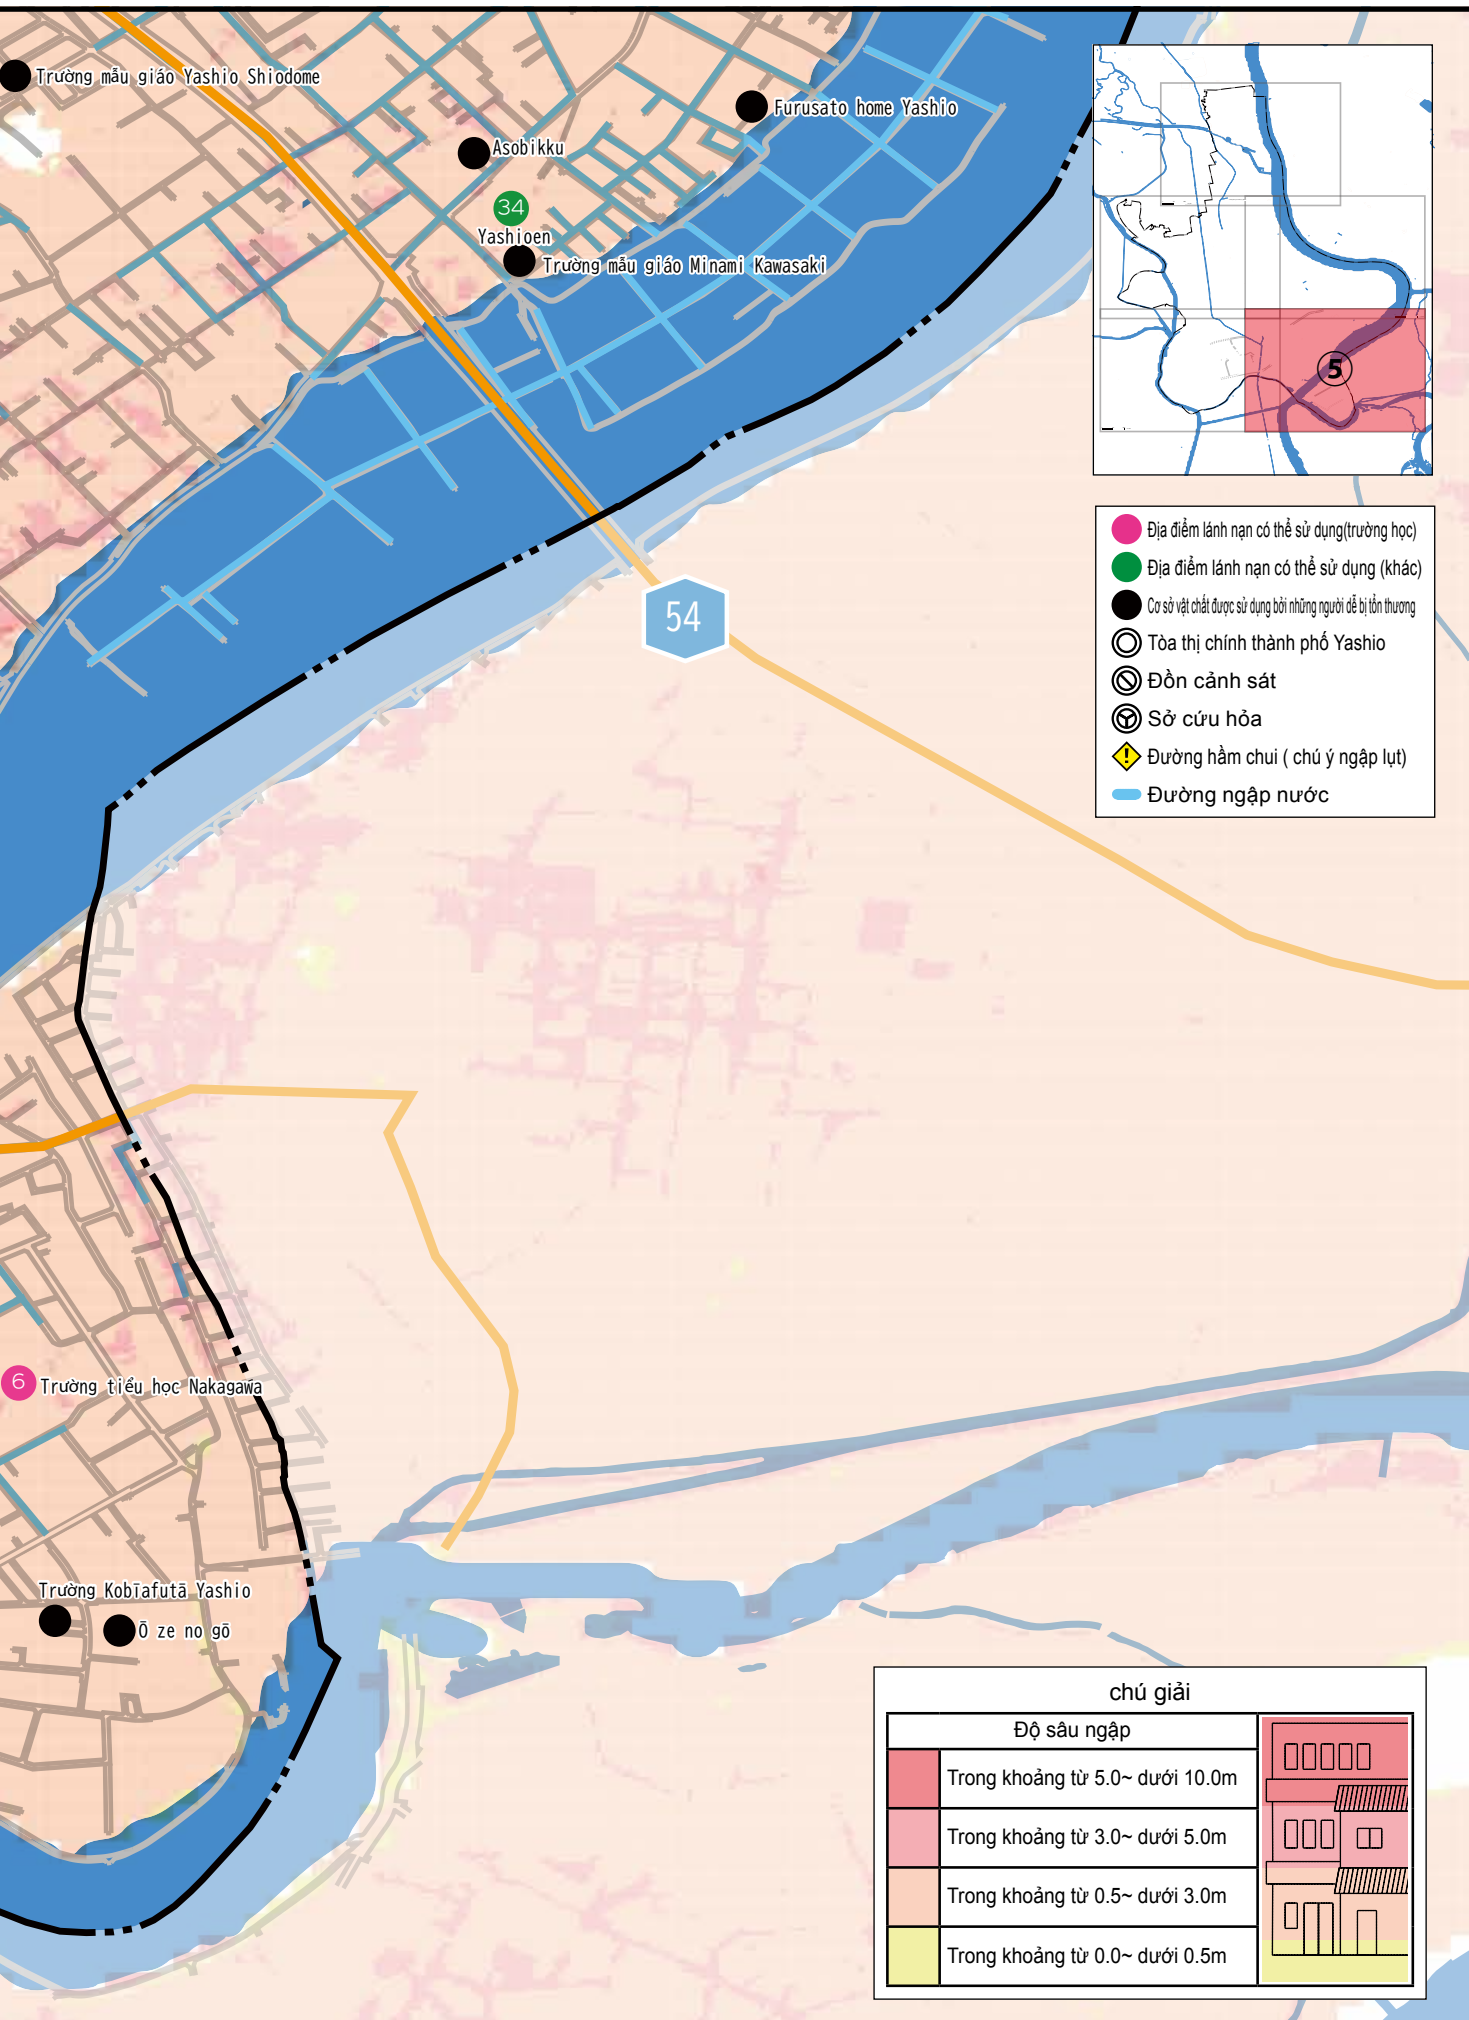 Trường mẫu giáo Yashio Shiodome
Furusato home Yashio
Asobikku
34
Yashioen
Trường mẫu giáo Minami Kawasaki
5
54
Địa điểm lánh nạn có thể sử dụng(trường học)
Địa điểm lánh nạn có thể sử dụng (khác)
Cơ sở vật chất được sử dụng bởi những người dễ bị tổn thương
Tòa thị chính thành phố Yashio
Đồn cảnh sát
Sở cứu hỏa
Đường hầm chui ( chú ý ngập lụt)
Đường ngập nước
6 Trường tiểu học Nakagawa
Trường Kobīafutā Yashio
Ō ze no gō
chú giải
Độ sâu ngập
Trong khoảng từ 5.0~ dưới 10.0m
Trong khoảng từ 3.0~ dưới 5.0m
Trong khoảng từ 0.5~ dưới 3.0m
Trong khoảng từ 0.0~ dưới 0.5m